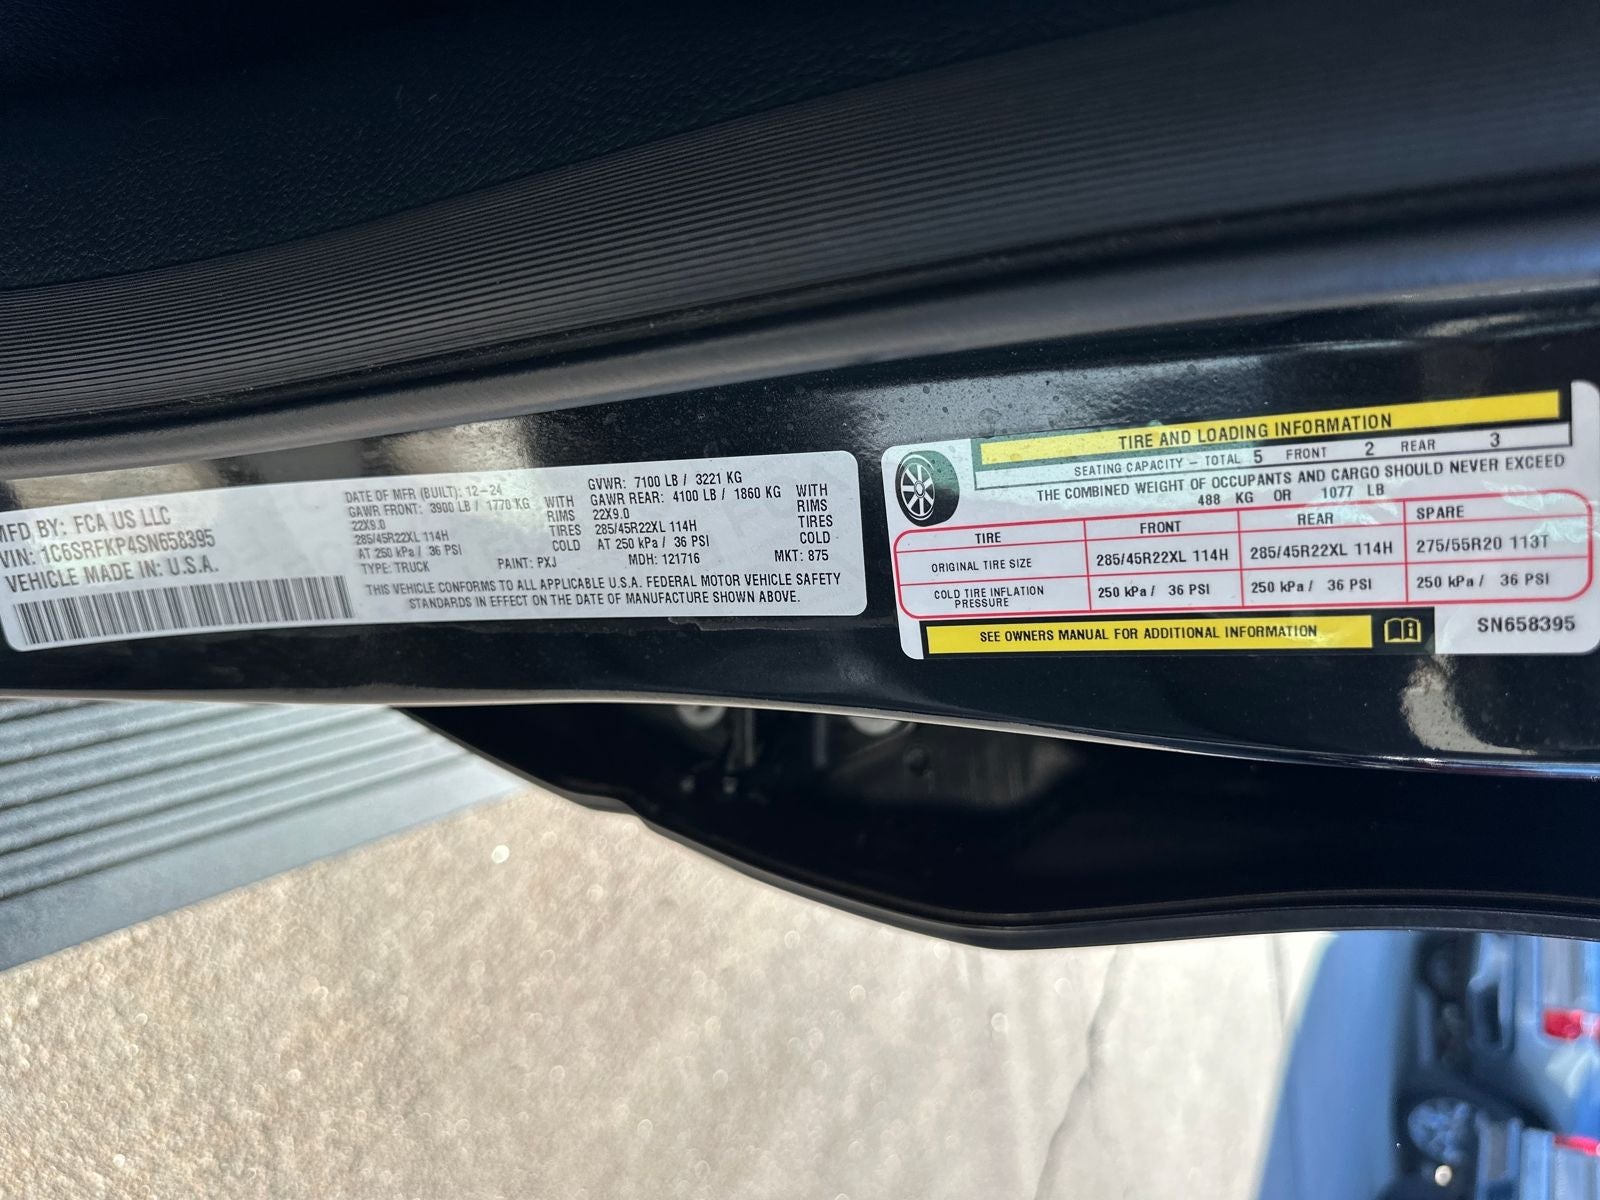 MFD BY: FCA US LLC
VIN: 1C6SRFKP4SN658395
VEHICLE MADE IN: U.S.A.
DATE OF MFR (BUILT): 12-24
GAWR FRONT: 3900 LB / 1770 KG WITH
22X9.0 RIMS
285/45R22XL 114H TIRES
AT 250 kPa / 36 PSI COLD
TYPE: TRUCK PAINT: PXJ
GVWR: 7100 LB / 3221 KG
GAWR REAR: 4100 LB / 1860 KG WITH
22X9.0 RIMS
285/45R22XL 114H TIRES
AT 250 kPa / 36 PSI COLD
MDH: 121716 MKT: 875
THIS VEHICLE CONFORMS TO ALL APPLICABLE U.S.A. FEDERAL MOTOR VEHICLE SAFETY
STANDARDS IN EFFECT ON THE DATE OF MANUFACTURE SHOWN ABOVE.
TIRE AND LOADING INFORMATION
SEATING CAPACITY – TOTAL 5 FRONT 2 REAR 3
THE COMBINED WEIGHT OF OCCUPANTS AND CARGO SHOULD NEVER EXCEED
488 KG OR 1077 LB
TIRE FRONT REAR SPARE
ORIGINAL TIRE SIZE 285/45R22XL 114H 285/45R22XL 114H 275/55R20 113T
COLD TIRE INFLATION
PRESSURE 250 kPa / 36 PSI 250 kPa / 36 PSI 250 kPa / 36 PSI
SEE OWNERS MANUAL FOR ADDITIONAL INFORMATION
SN658395